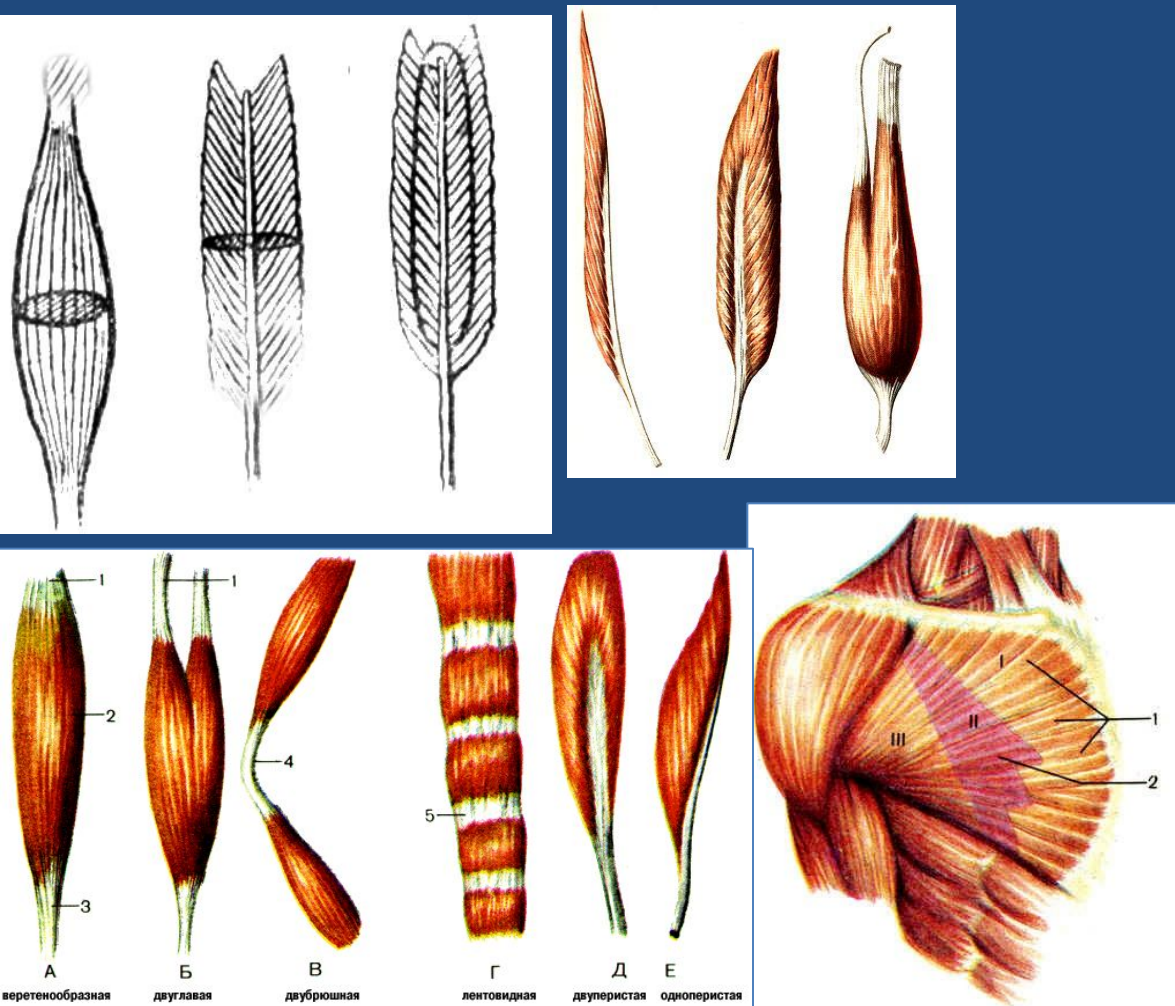 1
2
3
1
4
5
А
Б
В
Г
Д
Е
веретенообразная
двуглавая
двубрюшная
лентовидная
двуперистая
одноперистая
I
II
III
1
2